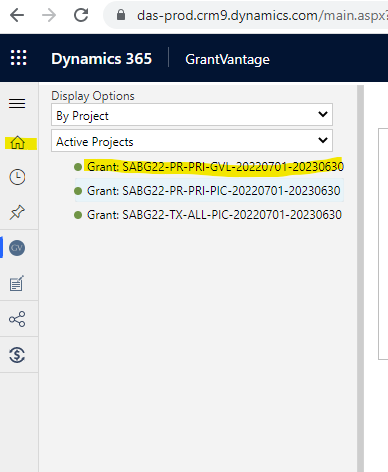 das-prod.crm9.dynamics.com/main.aspx?
Dynamics 365 GrantVantage
Display Options
By Project
Active Projects
Grant: SABG22-PR-PRI-GVL-20220701-20230630
Grant: SABG22-PR-PRI-PIC-20220701-20230630
Grant: SABG22-TX-ALL-PIC-20220701-20230630
GV